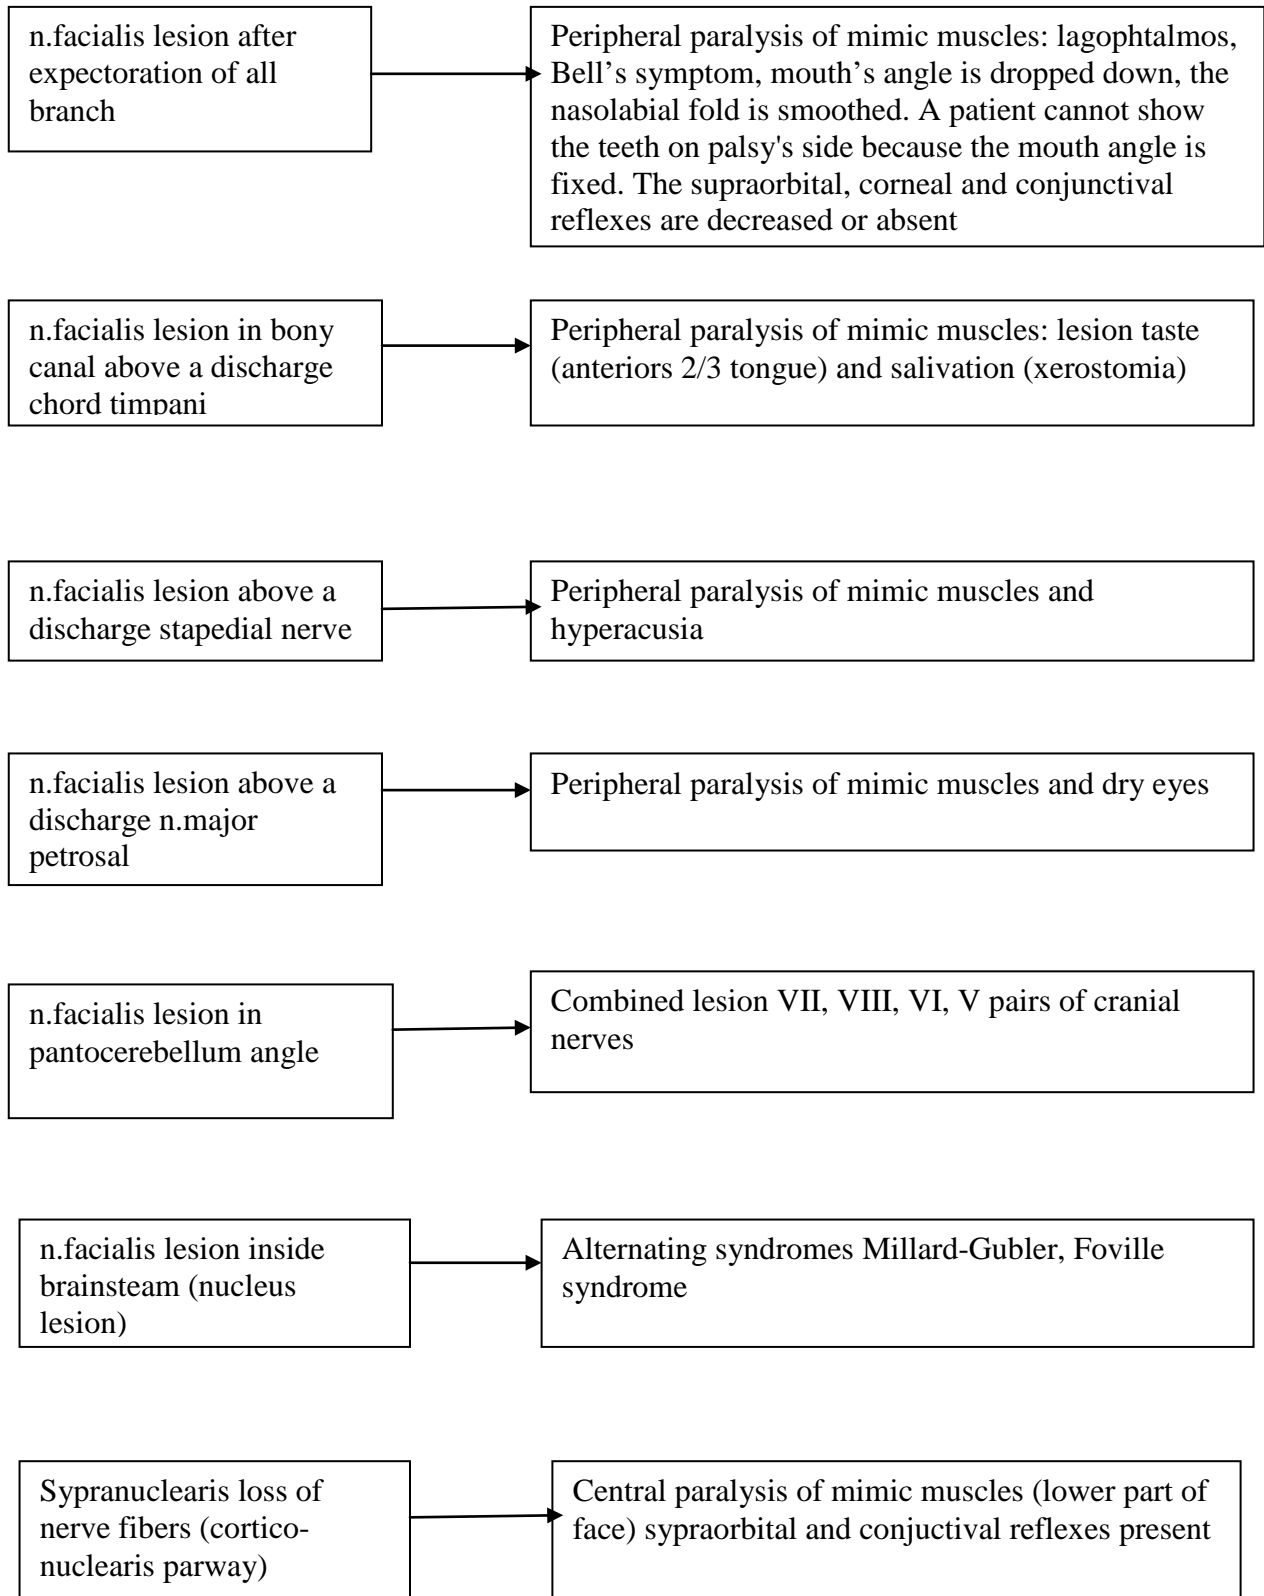 n.facialis lesion after
expectoration of all
branch
Peripheral paralysis of mimic muscles: lagophtalmos,
Bell’s symptom, mouth’s angle is dropped down, the
nasolabial fold is smoothed. A patient cannot show
the teeth on palsy's side because the mouth angle is
fixed. The supraorbital, corneal and conjunctival
reflexes are decreased or absent
n.facialis lesion in bony
canal above a discharge
chord timpani
Peripheral paralysis of mimic muscles: lesion taste
(anteriors 2/3 tongue) and salivation (xerostomia)
n.facialis lesion above a
discharge stapedial nerve
Peripheral paralysis of mimic muscles and
hyperacusia
n.facialis lesion above a
discharge n.major
petrosal
Peripheral paralysis of mimic muscles and dry eyes
n.facialis lesion in
pantocerebellum angle
Combined lesion VII, VIII, VI, V pairs of cranial
nerves
n.facialis lesion inside
brainsteam (nucleus
lesion)
Alternating syndromes Millard-Gubler, Foville
syndrome
Sypranuclearis loss of
nerve fibers (cortico-
nuclearis parway)
Central paralysis of mimic muscles (lower part of
face) sypraorbital and conjuctival reflexes present